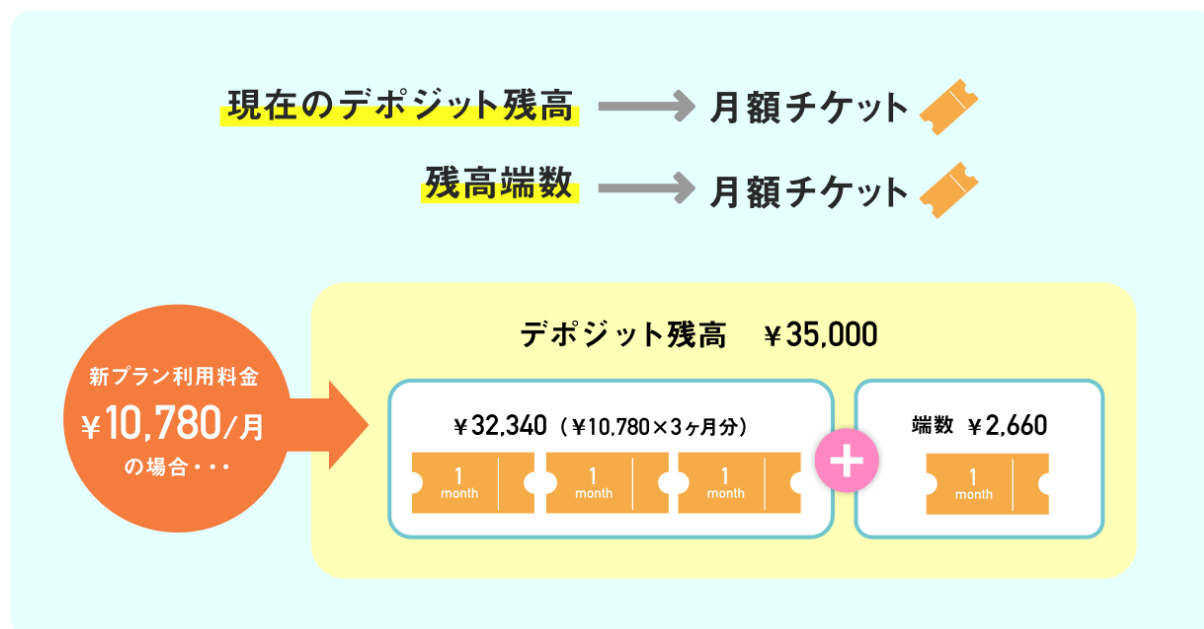 現在のデポジット残高 → 月額チケット
残高端数 → 月額チケット
デポジット残高 ￥35,000
新プラン利用料金
￥10,780/月
の場合・・・
￥32,340（￥10,780×3ヶ月分）
1
month
1
month
1
month
+
端数 ￥2,660
1
month